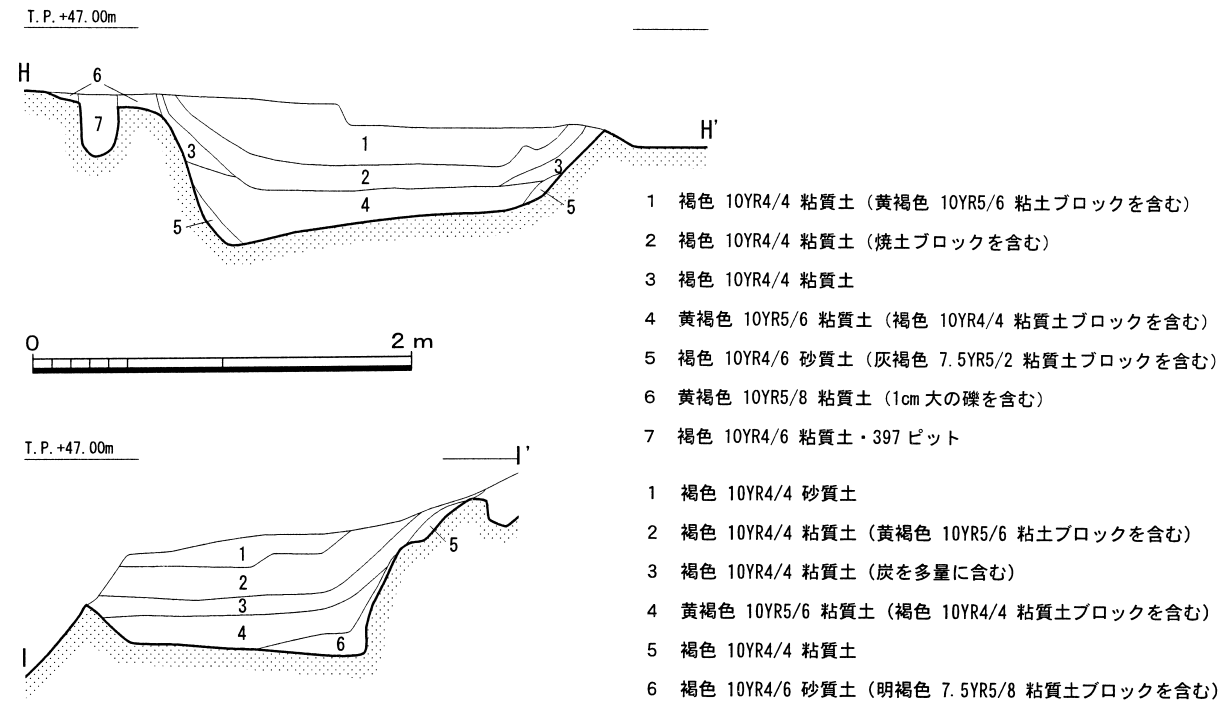 T.P.+47.00m
H
6
7
H'
1
3
2
3
4
5
5
1 褐色 10YR4/4 粘質土（黄褐色 10YR5/6 粘土ブロックを含む）
2 褐色 10YR4/4 粘質土（焼土ブロックを含む）
3 褐色 10YR4/4 粘質土
4 黄褐色 10YR5/6 粘質土（褐色 10YR4/4 粘質土ブロックを含む）
5 褐色 10YR4/6 砂質土（灰褐色 7.5YR5/2 粘質土ブロックを含む）
6 黄褐色 10YR5/8 粘質土（1cm大の礫を含む）
7 褐色 10YR4/6 粘質土・397ピット
0 2m
T.P.+47.00m
I'
1
5
2
3
4
6
I
1 褐色 10YR4/4 砂質土
2 褐色 10YR4/4 粘質土（黄褐色 10YR5/6 粘土ブロックを含む）
3 褐色 10YR4/4 粘質土（炭を多量に含む）
4 黄褐色 10YR5/6 粘質土（褐色 10YR4/4 粘質土ブロックを含む）
5 褐色 10YR4/4 粘質土
6 褐色 10YR4/6 砂質土（明褐色 7.5YR5/8 粘質土ブロックを含む）